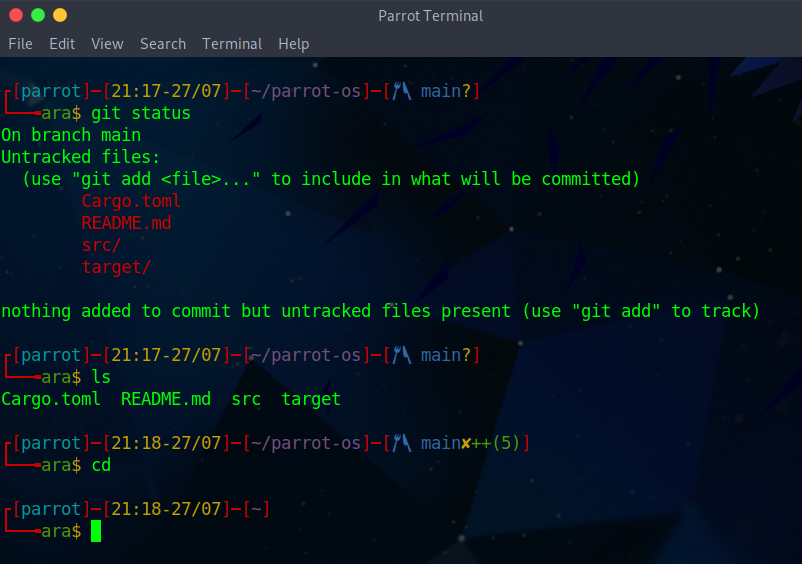 Parrot Terminal
File Edit View Search Terminal Help
┌[parrot]─[21:17-27/07]─[~/parrot-os]─[ main?]
└──╼ara$ git status
On branch main
Untracked files:
  (use "git add <file>..." to include in what will be committed)
        Cargo.toml
        README.md
        src/
        target/
nothing added to commit but untracked files present (use "git add" to track)
┌[parrot]─[21:17-27/07]─[~/parrot-os]─[ main?]
└──╼ara$ ls
Cargo.toml  README.md  src  target
┌[parrot]─[21:18-27/07]─[~/parrot-os]─[ main✘++(5)]
└──╼ara$ cd
┌[parrot]─[21:18-27/07]─[~]
└──╼ara$